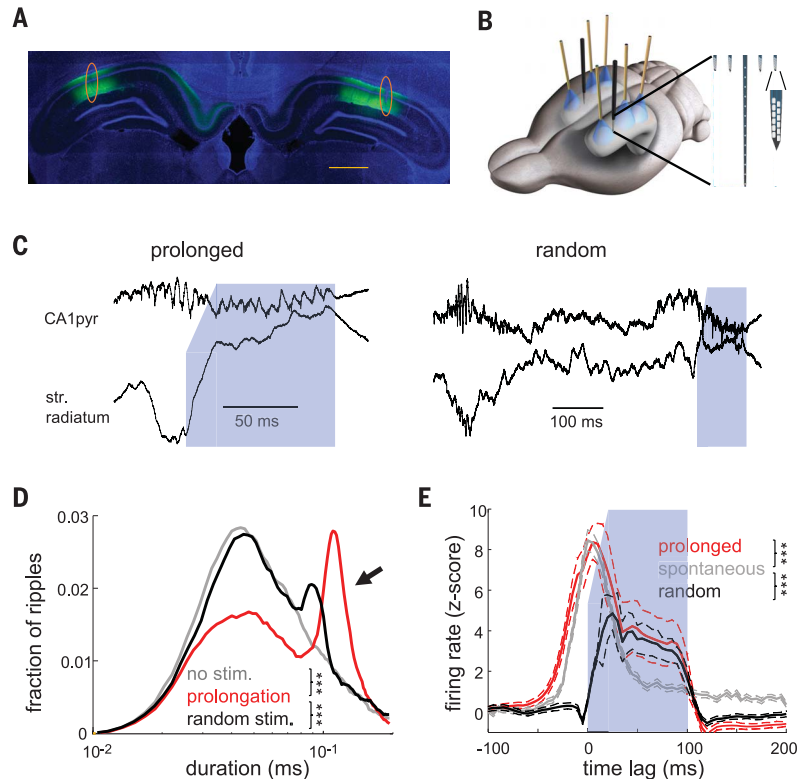 A
B
C
prolonged
random
CA1pyr
str.
radiatum
50 ms
100 ms
D
0.03
0.02
0.01
0
fraction of ripples
no stim.
prolongation
random stim.
***
***
10⁻²
10⁻¹
duration (ms)
E
10
8
6
4
2
0
firing rate (z-score)
prolonged
spontaneous
random
***
***
-100
0
100
200
time lag (ms)